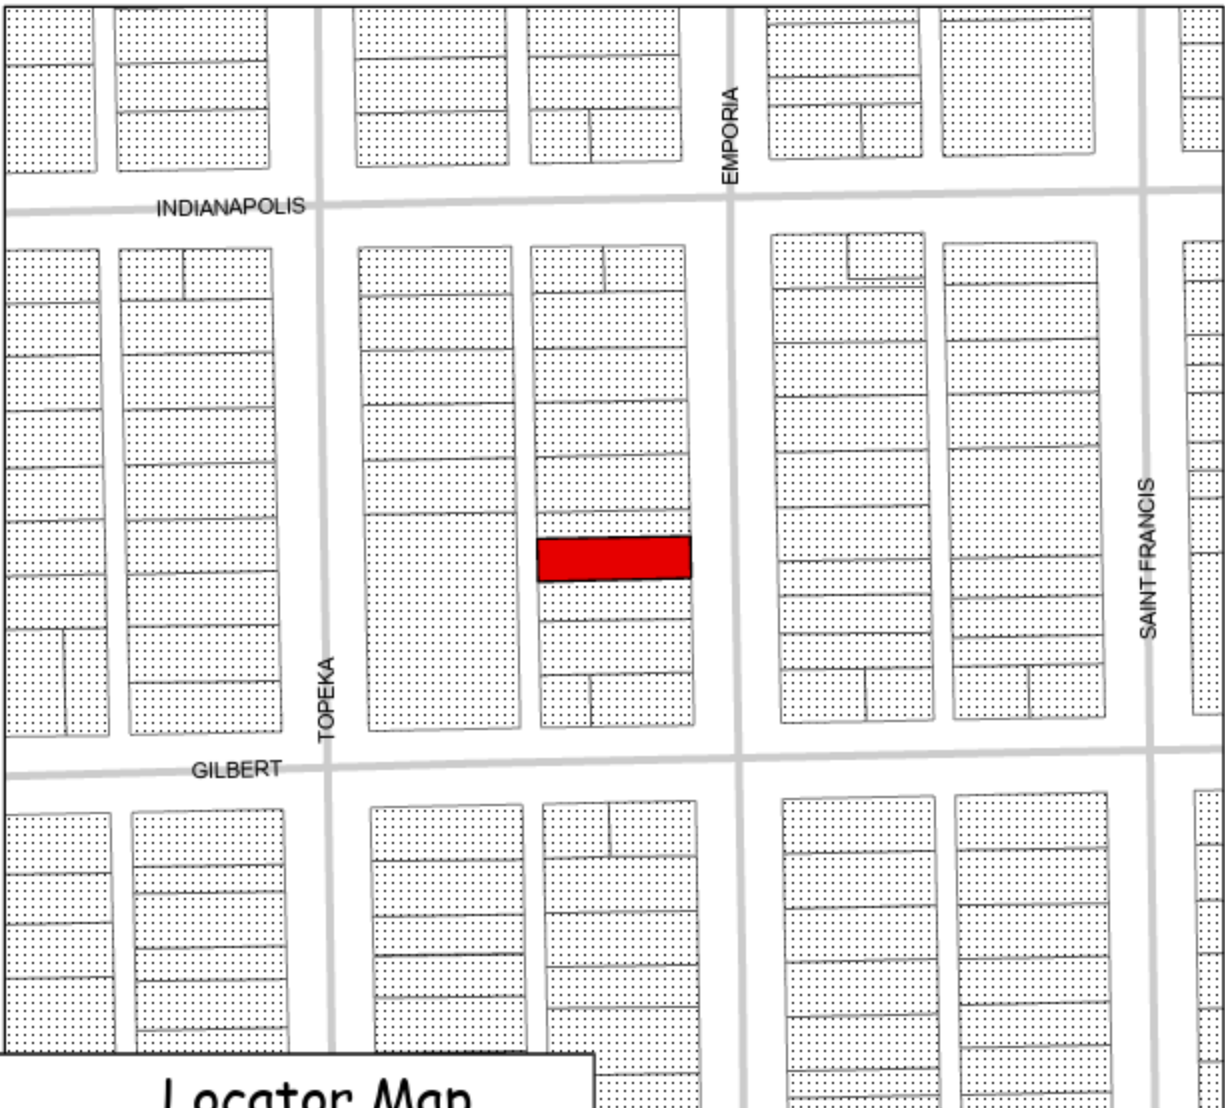 EMPORIA
INDIANAPOLIS
SAINT FRANCIS
TOPEKA
GILBERT
Locator Map